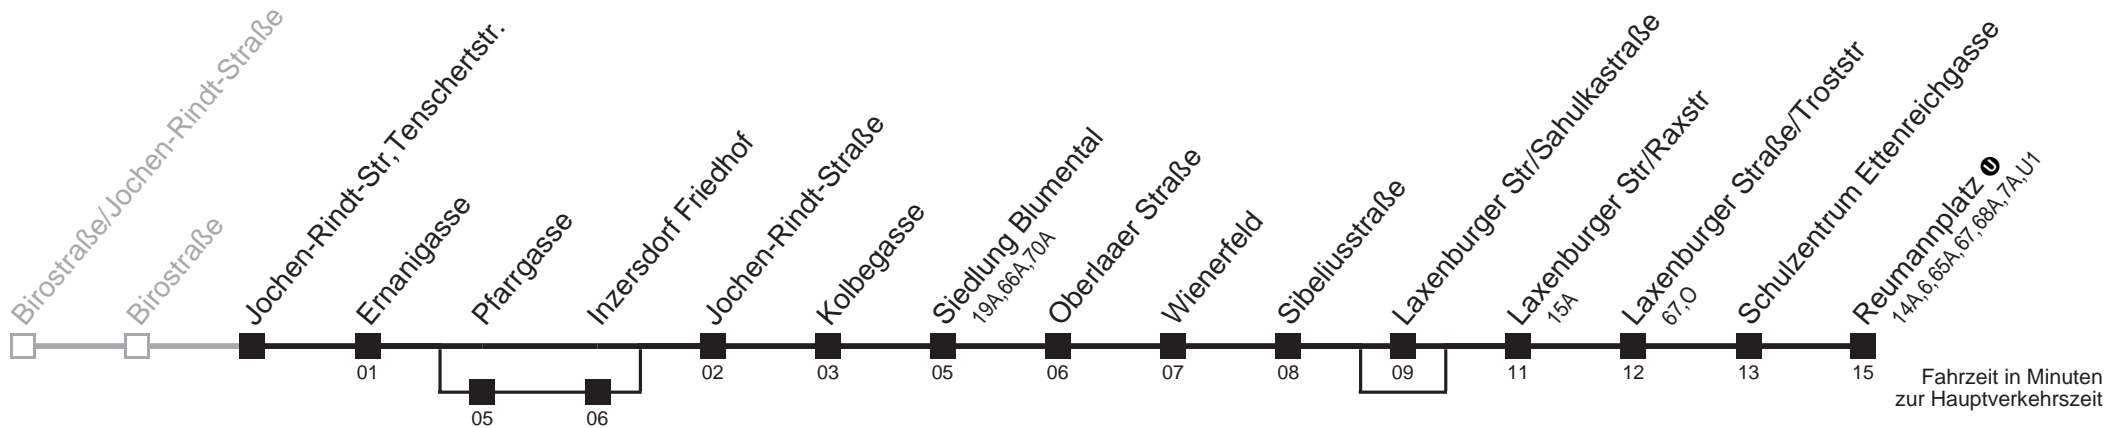 Birostraße/Jochen-Rindt-Straße
Birostraße
Jochen-Rindt-Str,Tenschertstr.
Ernanigasse
Pfarrgasse
Inzersdorf Friedhof
Jochen-Rindt-Straße
Kolbegasse
Siedlung Blumental
19A,66A,70A
Oberlaaer Straße
Wienerfeld
Sibeliusstraße
Laxenburger Str/Sahulkastraße
Laxenburger Str/Raxstr
15A
Laxenburger Straße/Troststr
67,O
Schulzentrum Ettenreichgasse
Reumannplatz U
14A,6,65A,67,68A,7A,U1
01
02
03
05
06
07
08
09
11
12
13
15
05
06
Fahrzeit in Minuten
zur Hauptverkehrszeit